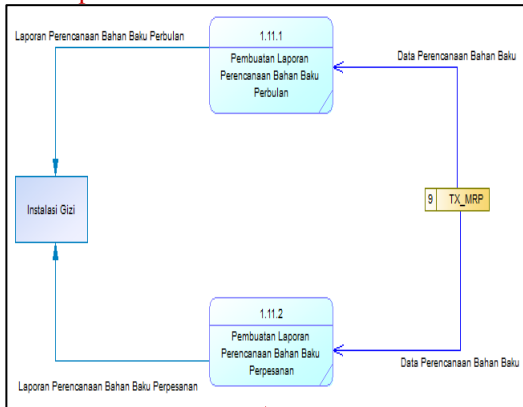 1.11.1
Laporan Perencanaan Bahan Baku Perbulan
Pembuatan Laporan
Perencanaan Bahan Baku
Perbulan
Data Perencanaan Bahan Baku
Instalasi Gizi
9 TX_MRP
1.11.2
Pembuatan Laporan
Perencanaan Bahan Baku
Perpesanan
Data Perencanaan Bahan Baku
Laporan Perencanaan Bahan Baku Perpesanan